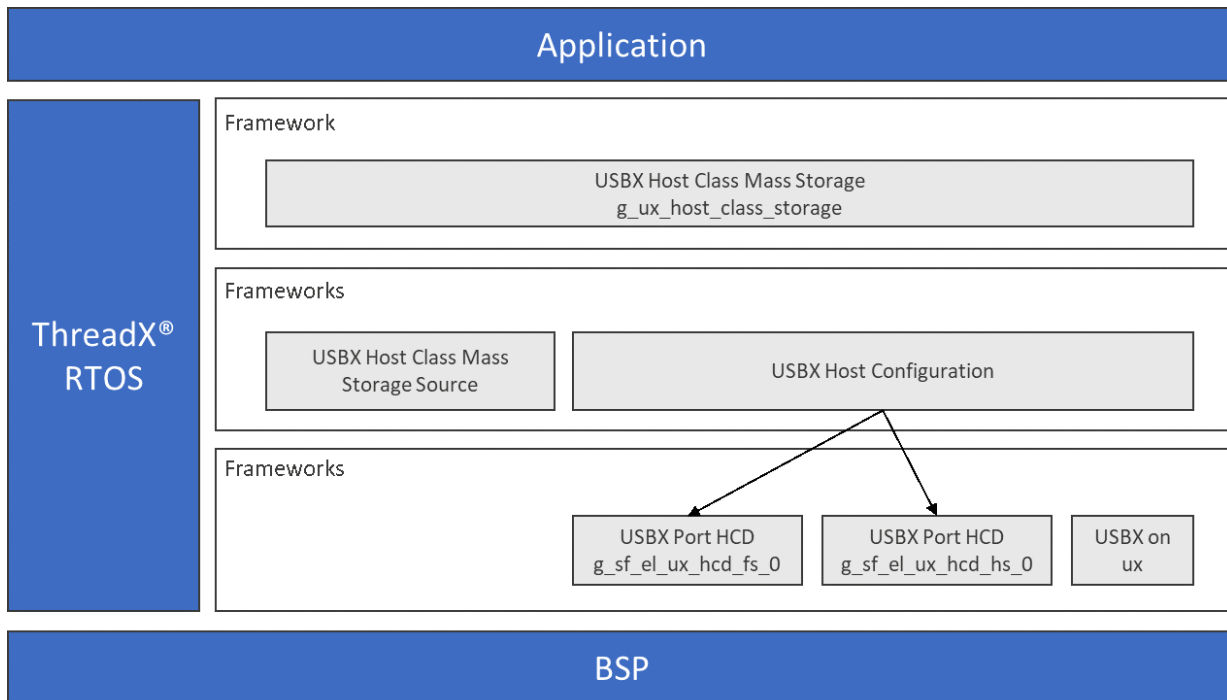 Application
ThreadX®
RTOS
Framework
USBX Host Class Mass Storage
g_ux_host_class_storage
Frameworks
USBX Host Class Mass
Storage Source
USBX Host Configuration
Frameworks
USBX Port HCD
g_sf_el_ux_hcd_fs_0
USBX Port HCD
g_sf_el_ux_hcd_hs_0
USBX on
ux
BSP